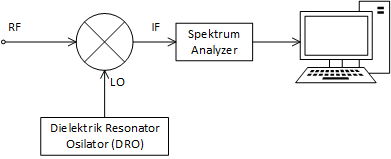 RF
IF
Spektrum
Analyzer
LO
Dielektrik Resonator
Osilator (DRO)